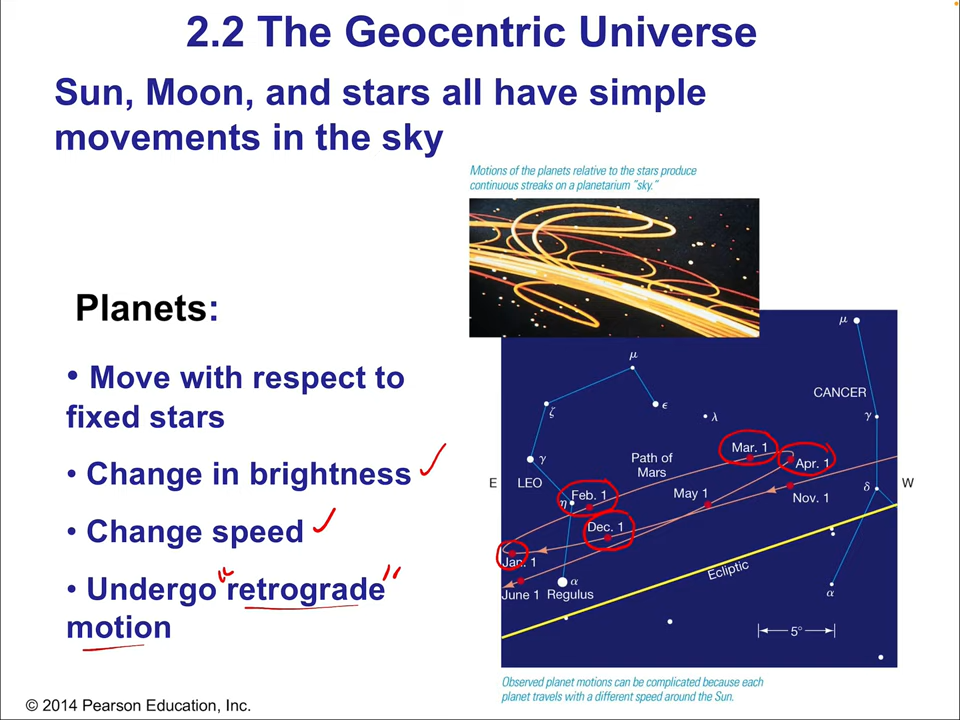 2.2 The Geocentric Universe
Sun, Moon, and stars all have simple
movements in the sky
Motions of the planets relative to the stars produce
continuous streaks on a planetarium "sky."
Planets:
• Move with respect to
fixed stars
• Change in brightness
• Change speed
• Undergo "retrograde"
motion
μ
μ
CANCER
ζ
ε
λ
γ
γ
Mar. 1
Path of
Mars
Apr. 1
E
LEO
W
δ
Feb. 1
May 1
Nov. 1
η
Dec. 1
Jan. 1
Ecliptic
α
June 1
Regulus
α
5°
Observed planet motions can be complicated because each
planet travels with a different speed around the Sun.
© 2014 Pearson Education, Inc.